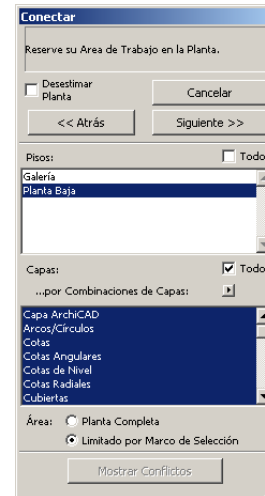 Conectar
Reserve su Area de Trabajo en la Planta.
Desestimar
Planta
Cancelar
<< Atrás
Siguiente >>
Pisos:
Todo
Galería
Planta Baja
Capas:
Todo
...por Combinaciones de Capas:
Capa ArchiCAD
Arcos/Círculos
Cotas
Cotas Angulares
Cotas de Nivel
Cotas Radiales
Cubiertas
Área:
Planta Completa
Limitado por Marco de Selección
Mostrar Conflictos